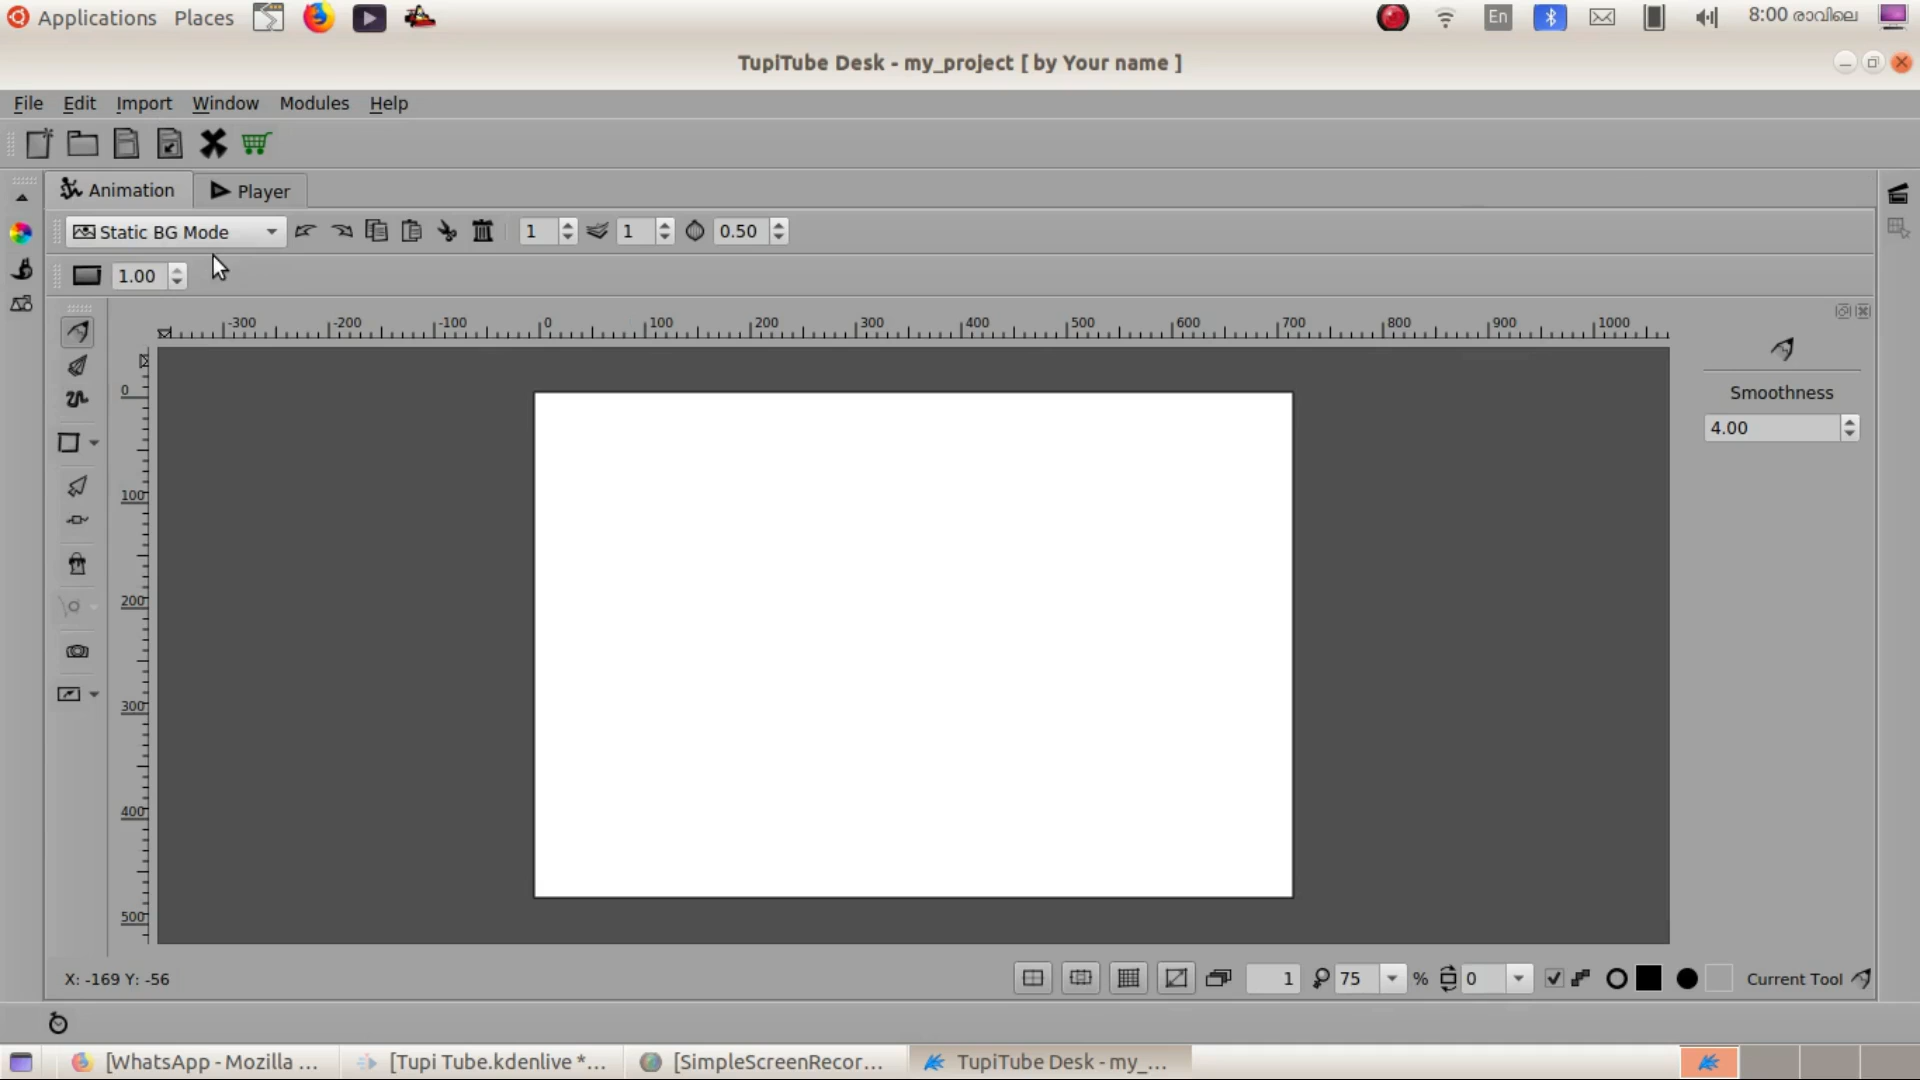 Applications Places En 8:00 രാവിലെ
TupiTube Desk - my_project [ by Your name ]
File Edit Import Window Modules Help
Animation Player
Static BG Mode 1 1 0.50
1.00
-300 -200 -100 0 100 200 300 400 500 600 700 800 900 1000
Smoothness
4.00
0
100
200
300
400
500
X: -169 Y: -56 1 75 % 0 Current Tool
[WhatsApp - Mozilla ... [Tupi Tube.kdenlive *... [SimpleScreenRecor... TupiTube Desk - my_...